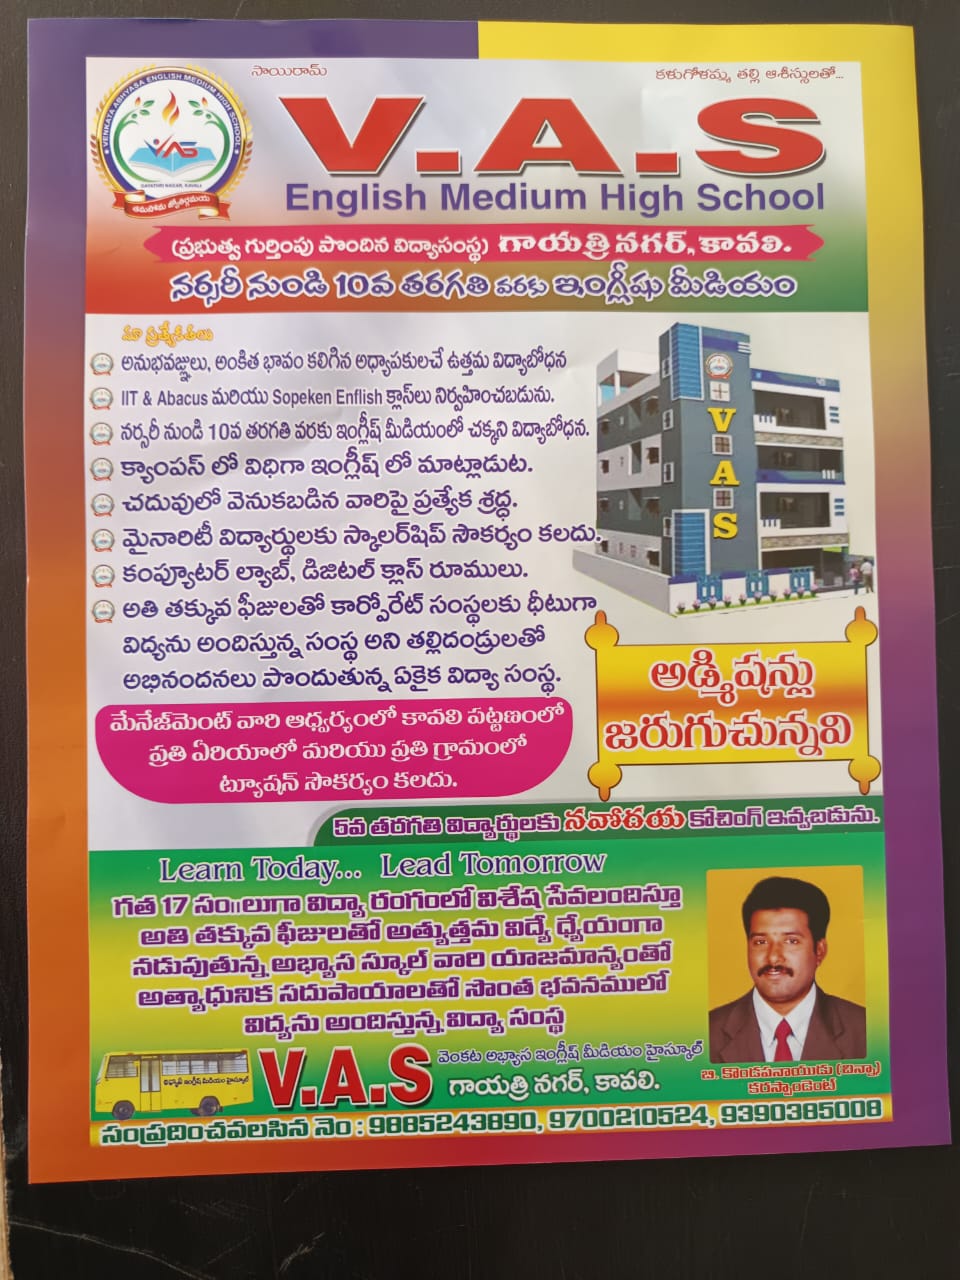 సాయిరామ్
కళుగోళమ్మ తల్లి ఆశీస్సులతో...
VENKATA ABHYASA ENGLISH MEDIUM HIGH SCHOOL
VAS
GAYATHRI NAGAR, KAVALI
తమసోమ జ్యోతిర్గమయ
V.A.S
English Medium High School
(ప్రభుత్వ గుర్తింపు పొందిన విద్యాసంస్థ) గాయత్రి నగర్, కావలి.
నర్సరీ నుండి 10వ తరగతి వరకు ఇంగ్లీషు మీడియం
మా ప్రత్యేకతలు
అనుభవజ్ఞులు, అంకిత భావం కలిగిన అధ్యాపకులచే ఉత్తమ విద్యాబోధన
IIT & Abacus మరియు Sopeken Enflish క్లాస్‌లు నిర్వహించబడును.
నర్సరీ నుండి 10వ తరగతి వరకు ఇంగ్లీష్ మీడియంలో చక్కని విద్యాబోధన.
క్యాంపస్ లో విధిగా ఇంగ్లీష్ లో మాట్లాడుట.
చదువులో వెనుకబడిన వారిపై ప్రత్యేక శ్రద్ధ.
మైనారిటీ విద్యార్థులకు స్కాలర్‌షిప్ సౌకర్యం కలదు.
కంప్యూటర్ ల్యాబ్, డిజిటల్ క్లాస్ రూములు.
అతి తక్కువ ఫీజులతో కార్పోరేట్ సంస్థలకు ధీటుగా
విద్యను అందిస్తున్న సంస్థ అని తల్లిదండ్రులతో
అభినందనలు పొందుతున్న ఏకైక విద్యా సంస్థ.
VAS
అడ్మిషన్లు
జరుగుచున్నవి
మేనేజ్‌మెంట్ వారి ఆధ్వర్యంలో కావలి పట్టణంలో
ప్రతి ఏరియాలో మరియు ప్రతి గ్రామంలో
ట్యూషన్ సౌకర్యం కలదు.
5వ తరగతి విద్యార్థులకు నవోదయ కోచింగ్ ఇవ్వబడును.
Learn Today... Lead Tomorrow
గత 17 సం॥లుగా విద్యా రంగంలో విశేష సేవలందిస్తూ
అతి తక్కువ ఫీజులతో అత్యుత్తమ విద్యే ధ్యేయంగా
నడుపుతున్న అభ్యాస స్కూల్ వారి యాజమాన్యంతో
అత్యాధునిక సదుపాయాలతో సొంత భవనములో
విద్యను అందిస్తున్న విద్యా సంస్థ
అభ్యాస ఇంగ్లీష్ మీడియం హైస్కూల్
V.A.S వెంకట అభ్యాస ఇంగ్లీష్ మీడియం హైస్కూల్
గాయత్రి నగర్, కావలి.
బి. కొండపనాయుడు (చిన్నా)
కరస్పాండెంట్
సంప్రదించవలసిన నెం : 9885243890, 9700210524, 9390385008